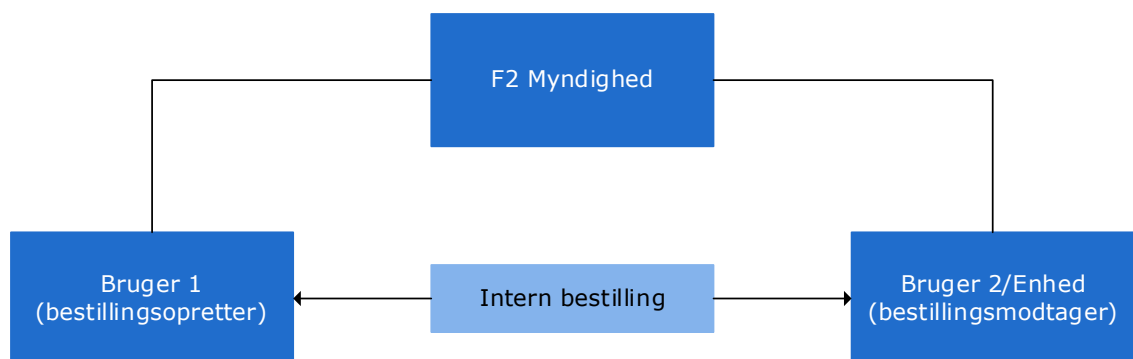 F2 Myndighed
Bruger 1
(bestillingsopretter)
Intern bestilling
Bruger 2/Enhed
(bestillingsmodtager)